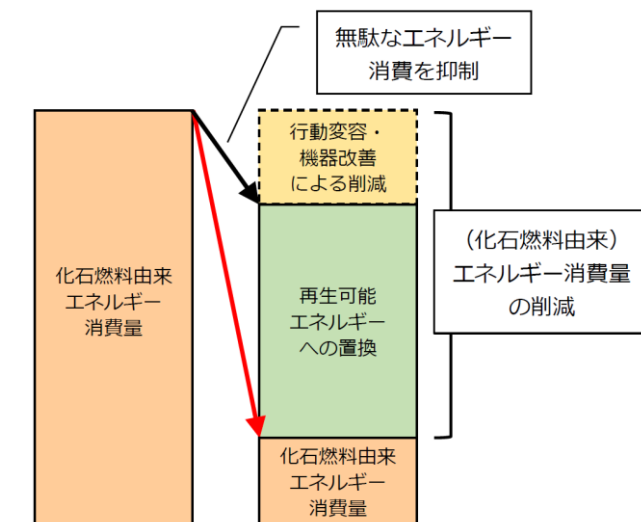 無駄なエネルギー
消費を抑制
行動変容・
機器改善
による削減
化石燃料由来
エネルギー
消費量
再生可能
エネルギー
への置換
（化石燃料由来）
エネルギー消費量
の削減
化石燃料由来
エネルギー
消費量